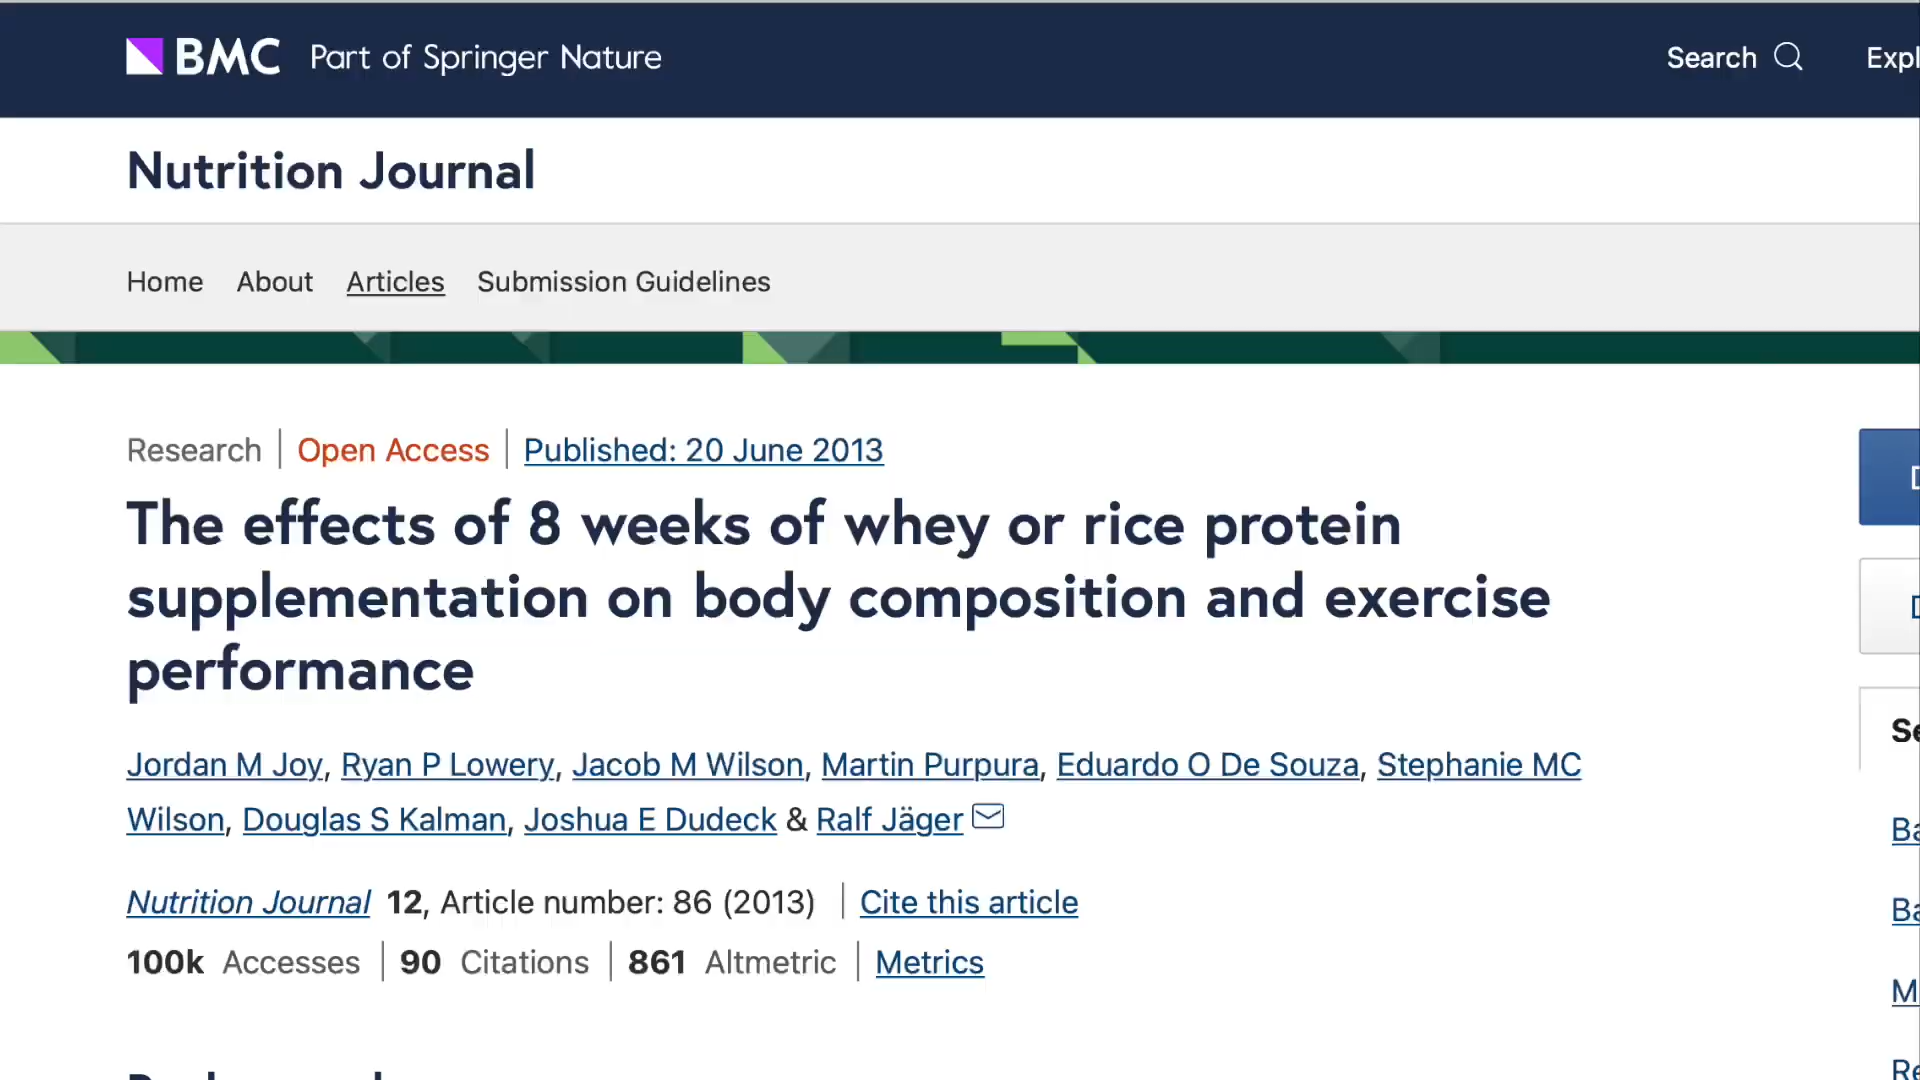 BMC Part of Springer Nature
Search
Nutrition Journal
Home About Articles Submission Guidelines
Research Open Access Published: 20 June 2013
The effects of 8 weeks of whey or rice protein
supplementation on body composition and exercise
performance
Jordan M Joy, Ryan P Lowery, Jacob M Wilson, Martin Purpura, Eduardo O De Souza, Stephanie MC
Wilson, Douglas S Kalman, Joshua E Dudeck & Ralf Jäger
Nutrition Journal 12, Article number: 86 (2013) Cite this article
100k Accesses 90 Citations 861 Altmetric Metrics